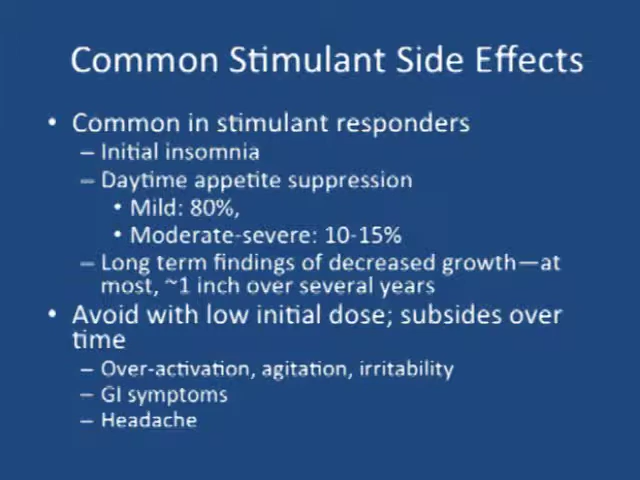 Common Stimulant Side Effects
• Common in stimulant responders
– Initial insomnia
– Daytime appetite suppression
• Mild: 80%,
• Moderate-severe: 10-15%
– Long term findings of decreased growth—at
most, ~1 inch over several years
• Avoid with low initial dose; subsides over
time
– Over-activation, agitation, irritability
– GI symptoms
– Headache